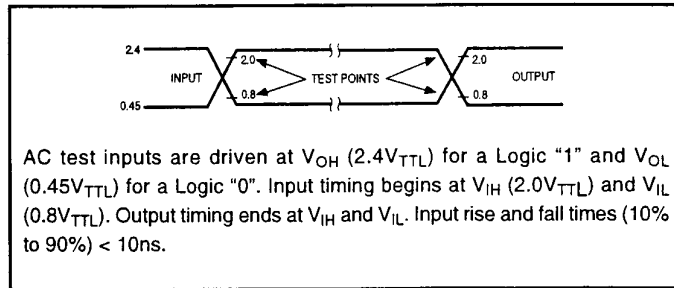 2.4
2.0
2.0
INPUT
TEST POINTS
OUTPUT
0.8
0.8
0.45
AC test inputs are driven at VOH (2.4VTTL) for a Logic “1” and VOL
(0.45VTTL) for a Logic “0”. Input timing begins at VIH (2.0VTTL) and VIL
(0.8VTTL). Output timing ends at VIH and VIL. Input rise and fall times (10%
to 90%) < 10ns.